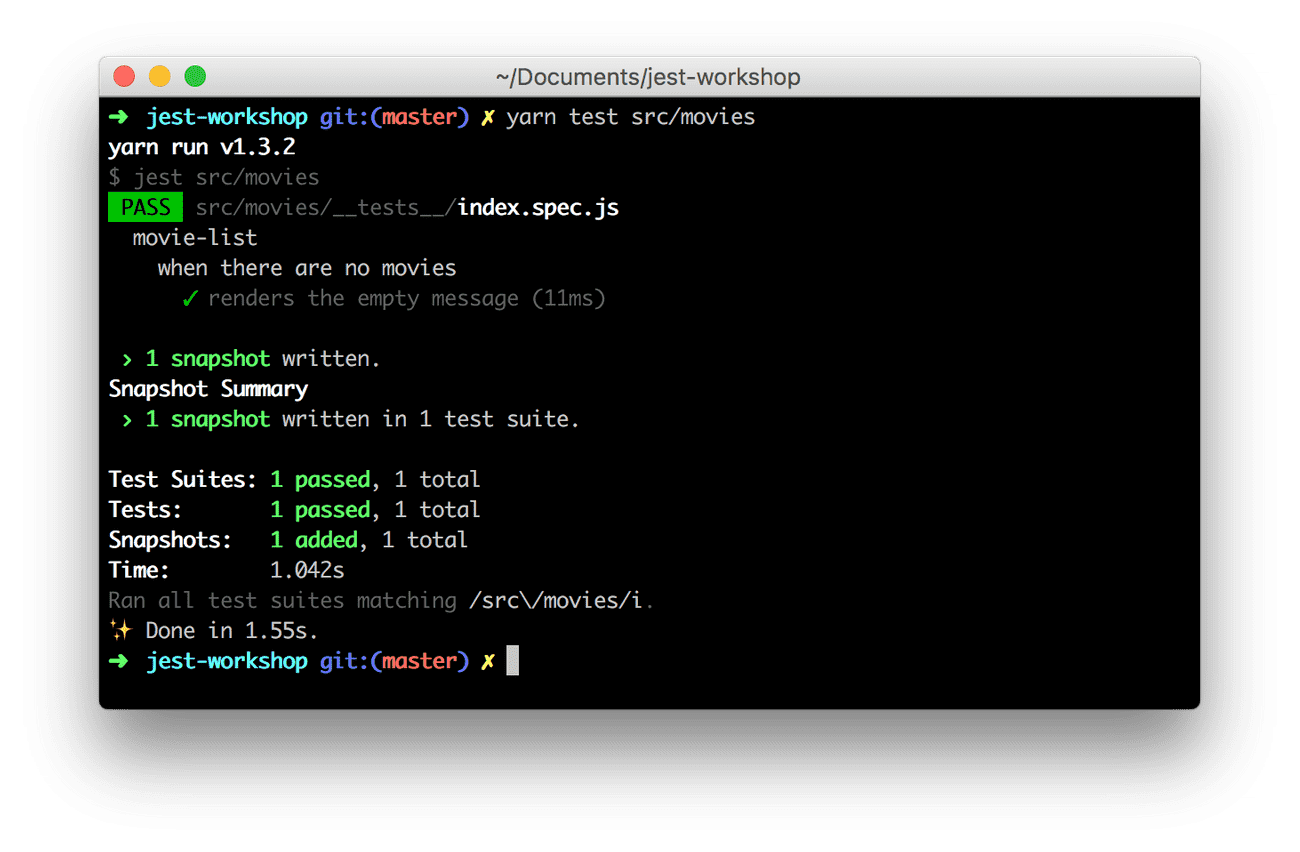 ~/Documents/jest-workshop
➜ jest-workshop git:(master) ✗ yarn test src/movies
yarn run v1.3.2
$ jest src/movies
PASS src/movies/__tests__/index.spec.js
movie-list
when there are no movies
✓ renders the empty message (11ms)
› 1 snapshot written.
Snapshot Summary
› 1 snapshot written in 1 test suite.
Test Suites: 1 passed, 1 total
Tests: 1 passed, 1 total
Snapshots: 1 added, 1 total
Time: 1.042s
Ran all test suites matching /src\/movies/i.
✨ Done in 1.55s.
➜ jest-workshop git:(master) ✗